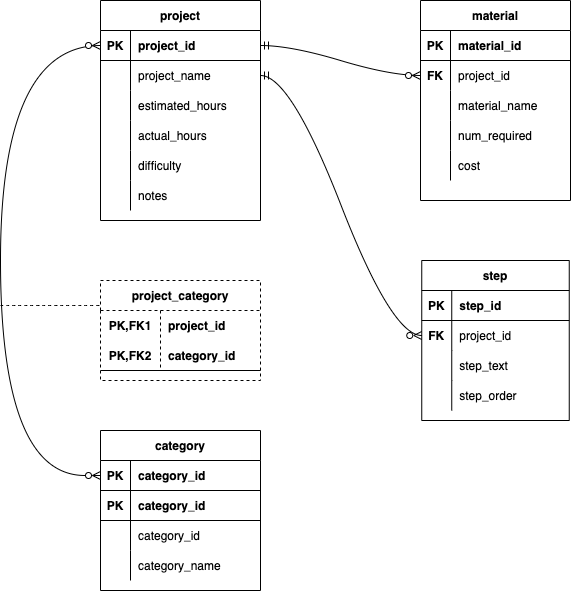 project
PK project_id
project_name
estimated_hours
actual_hours
difficulty
notes
material
PK material_id
FK project_id
material_name
num_required
cost
project_category
PK,FK1 project_id
PK,FK2 category_id
step
PK step_id
FK project_id
step_text
step_order
category
PK category_id
PK category_id
category_id
category_name